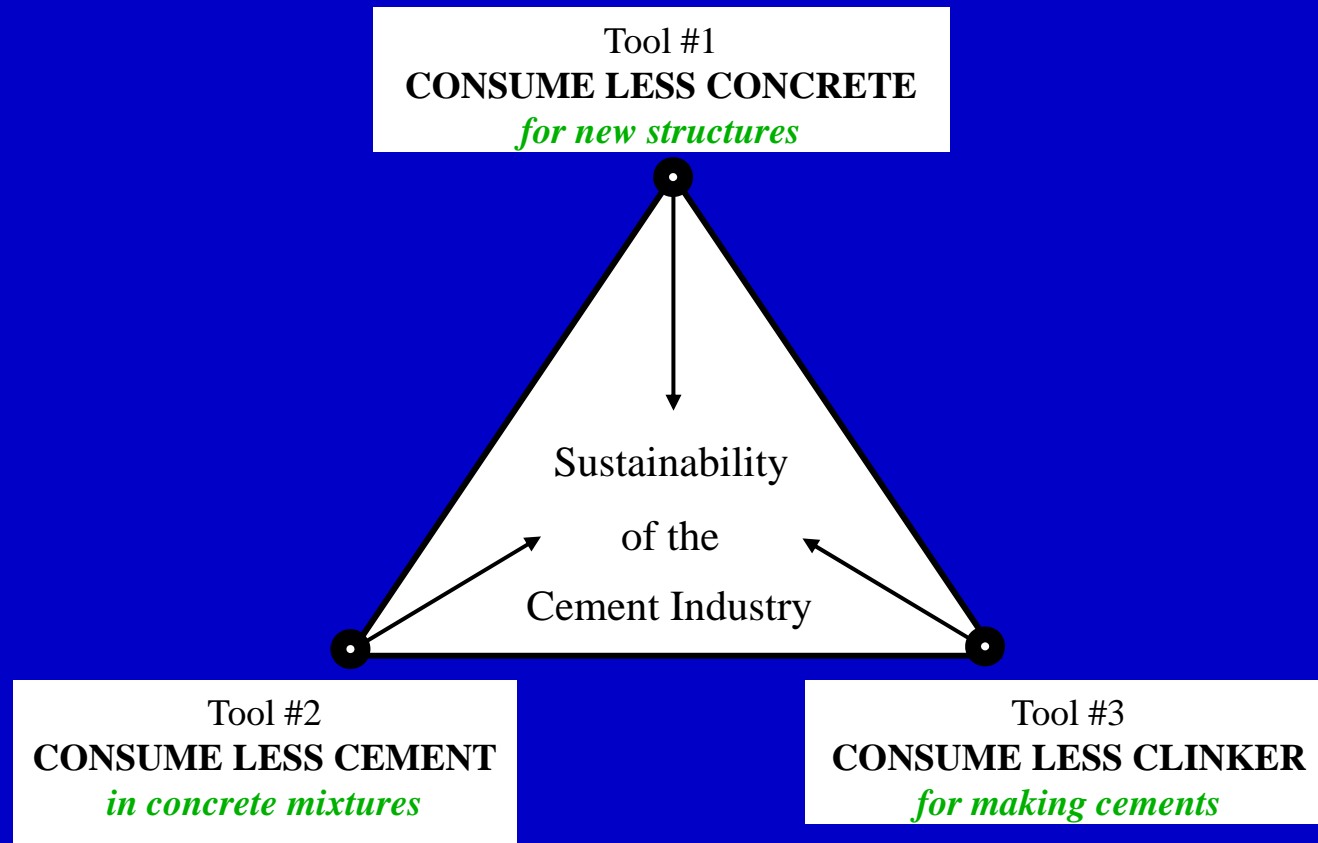 Tool #1
CONSUME LESS CONCRETE
for new structures
Sustainability
of the
Cement Industry
Tool #2
CONSUME LESS CEMENT
in concrete mixtures
Tool #3
CONSUME LESS CLINKER
for making cements